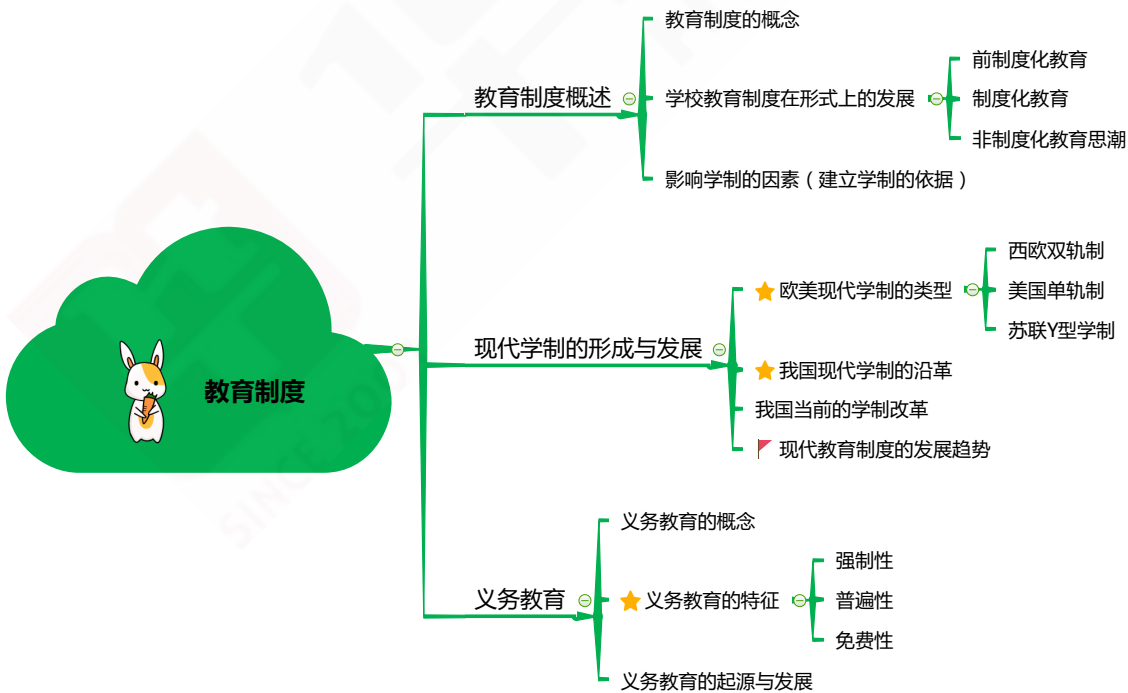 教育制度
教育制度概述
教育制度的概念
学校教育制度在形式上的发展
前制度化教育
制度化教育
非制度化教育思潮
影响学制的因素（建立学制的依据）
现代学制的形成与发展
欧美现代学制的类型
西欧双轨制
美国单轨制
苏联Y型学制
我国现代学制的沿革
我国当前的学制改革
现代教育制度的发展趋势
义务教育
义务教育的概念
义务教育的特征
强制性
普遍性
免费性
义务教育的起源与发展
SINCE 20